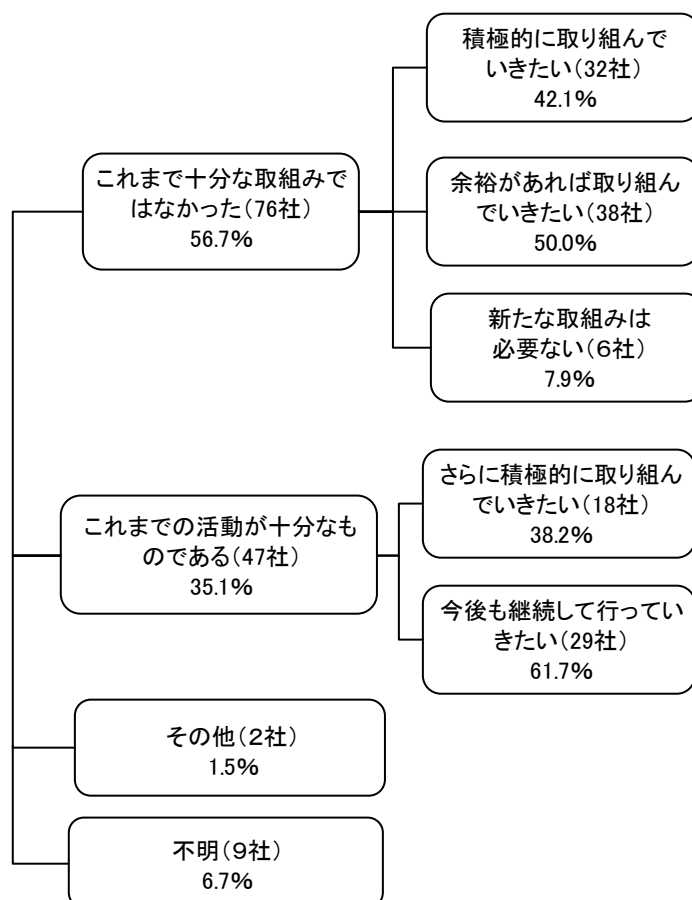 積極的に取り組んで
いきたい(32社)
42.1%
これまで十分な取組みで
はなかった(76社)
56.7%
余裕があれば取り組ん
でいきたい(38社)
50.0%
新たな取組みは
必要ない(6社)
7.9%
さらに積極的に取り組ん
でいきたい(18社)
38.2%
これまでの活動が十分なも
のである(47社)
35.1%
今後も継続して行ってい
きたい(29社)
61.7%
その他(2社)
1.5%
不明(9社)
6.7%